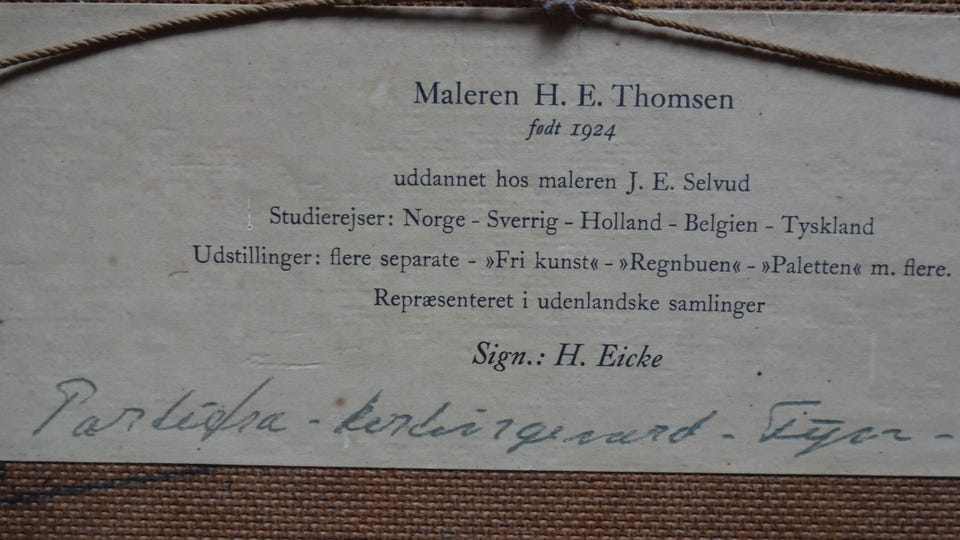 Maleren H. E. Thomsen
født 1924
uddannet hos maleren J. E. Selvud
Studierejser: Norge - Sverrig - Holland - Belgien - Tyskland
Udstillinger: flere separate - »Fri kunst« - »Regnbuen« - »Paletten« m. flere.
Repræsenteret i udenlandske samlinger
Sign.: H. Eicke
Parti fra - - Fyn -